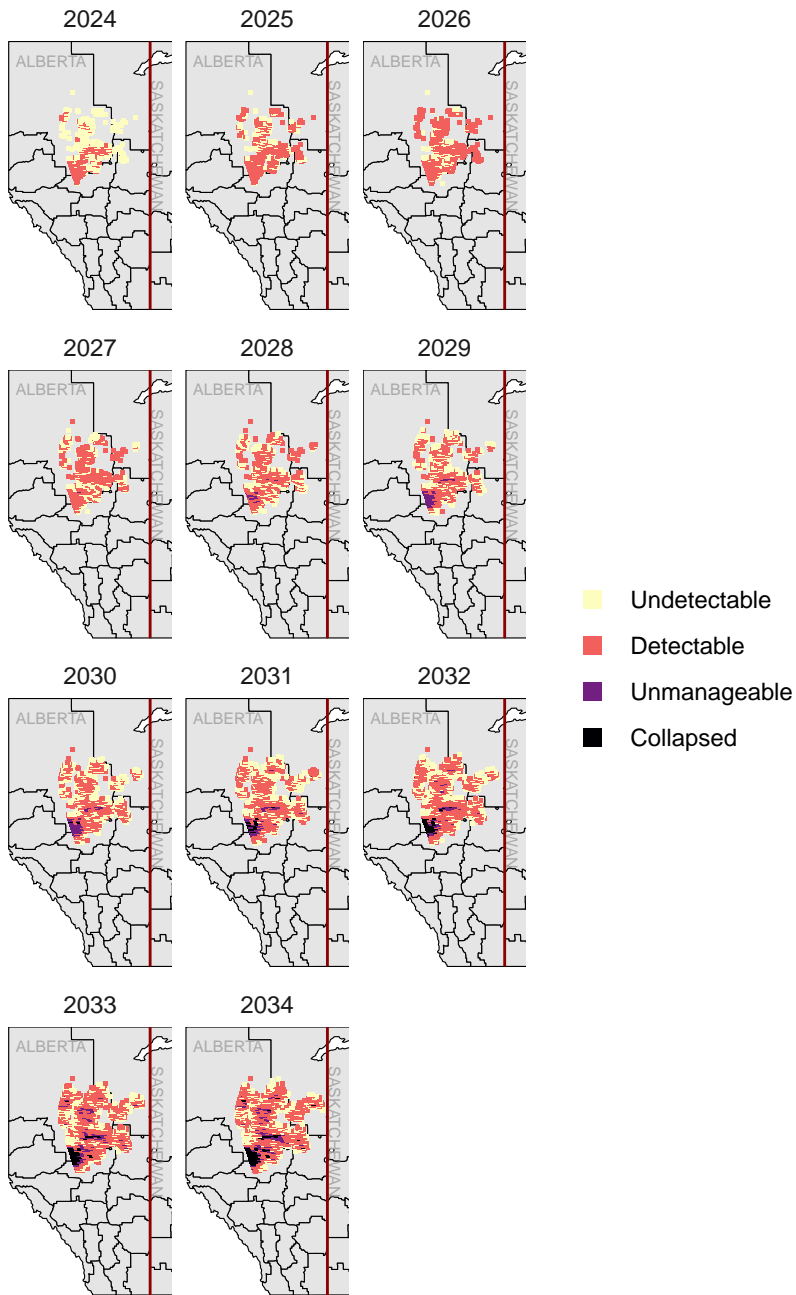 2024 2025 2026
ALBERTA ALBERTA ALBERTA
SASKATCHEWAN SASKATCHEWAN SASKATCHEWAN
2027 2028 2029
ALBERTA ALBERTA ALBERTA
SASKATCHEWAN SASKATCHEWAN SASKATCHEWAN
Undetectable
Detectable
Unmanageable
Collapsed
2030 2031 2032
ALBERTA ALBERTA ALBERTA
SASKATCHEWAN SASKATCHEWAN SASKATCHEWAN
2033 2034
ALBERTA ALBERTA
SASKATCHEWAN SASKATCHEWAN